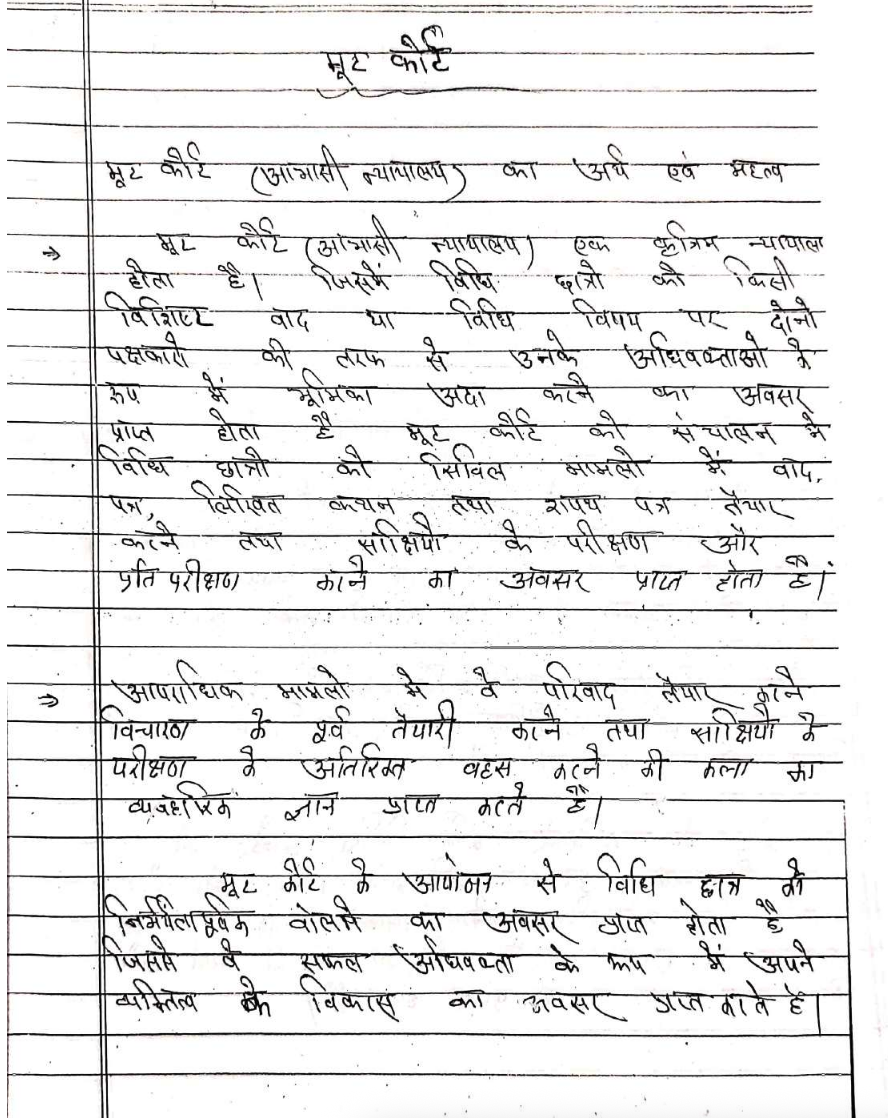 मूट कोर्ट
मूट कोर्ट (आभासी न्यायालय) का अर्थ एवं महत्व
⇒ मूट कोर्ट (आभासी न्यायालय) एक कृत्रिम न्यायाल
होता है। जिसमें विधि छात्रो को किसी
विशिष्ट वाद या विधि विषय पर दोनो
पक्षकारो की तरफ से उनके अधिवक्ताओ के
रूप में भूमिका अदा करने का अवसर
प्राप्त होता है मूट कोर्ट को संचालन मे
विधि छात्रो को सिविल मामलो में वाद,
पत्र, लिखित कथन तथा शपथ पत्र तैयार
करने तथा साक्षियो के परीक्षण और
प्रति परीक्षण करने का अवसर प्राप्त होता है।
⇒ आपराधिक मामलो मे वे परिवाद तैयार करने
विचारण के पूर्व तैयारी करने तथा साक्षियो के
परीक्षण के अतिरिक्त वहस करने की कला का
व्यवहारिक ज्ञान प्राप्त करते है।
मूट कोर्ट के आयोजन से विधि छात्र को
वोलने का अवसर प्राप्त होता है
जिससे वे सफल अधिवक्ता के रूप में अपने
व्यक्तित्व के विकास का अवसर प्राप्त करते है।